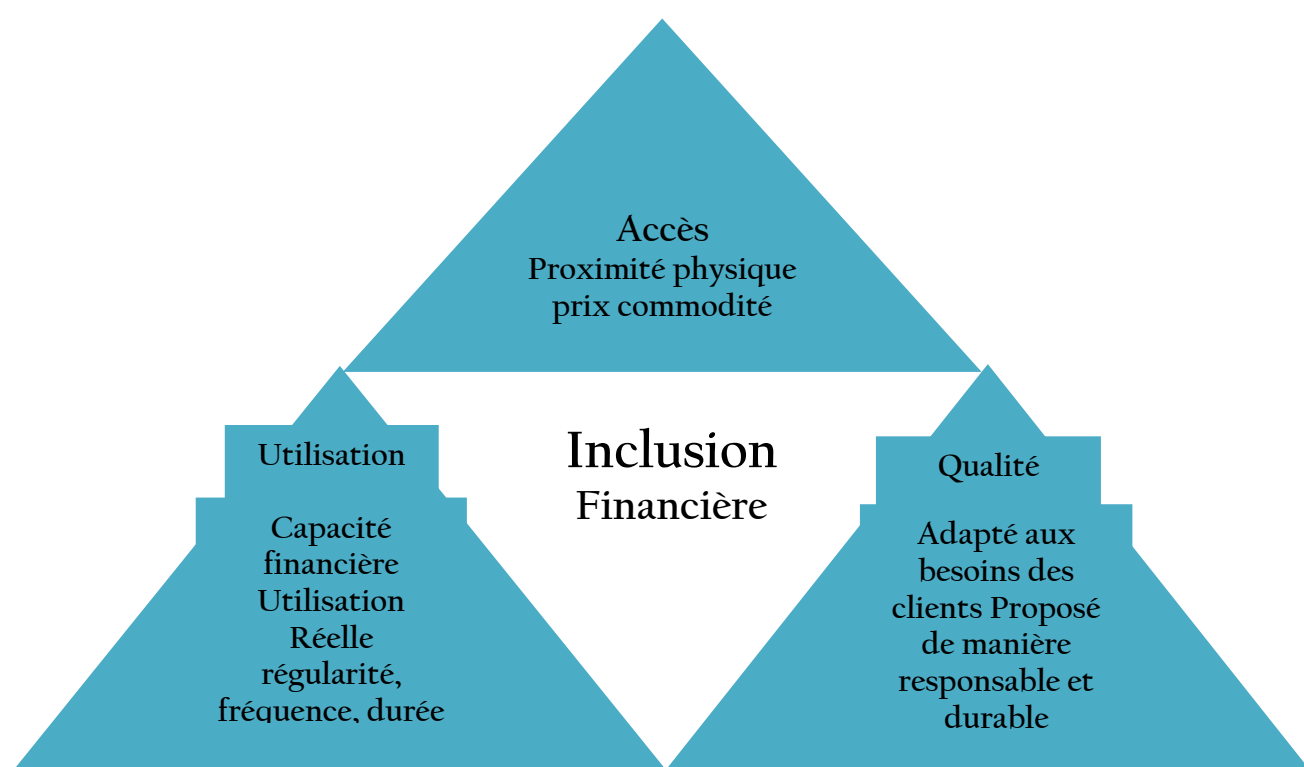 Accès
Proximité physique
prix commodité
Inclusion
Financière
Utilisation
Capacité
financière
Utilisation
Réelle
régularité,
fréquence, durée
Qualité
Adapté aux
besoins des
clients Proposé
de manière
responsable et
durable